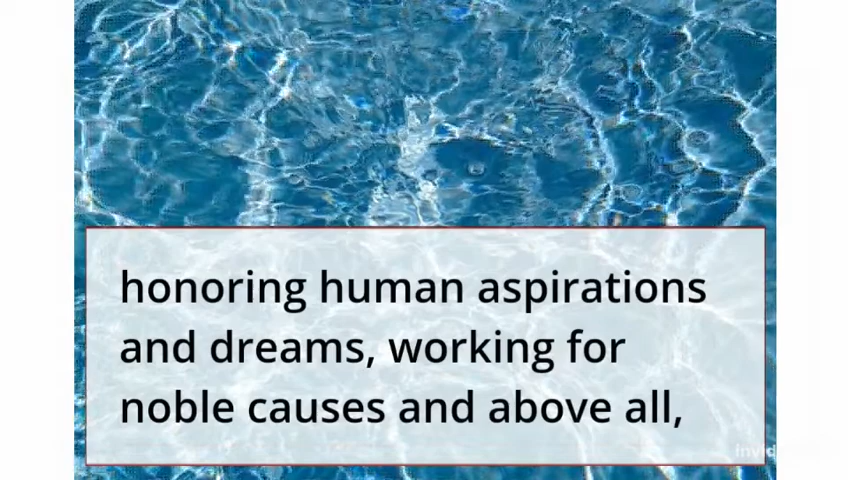 honoring human aspirations
and dreams, working for
noble causes and above all,